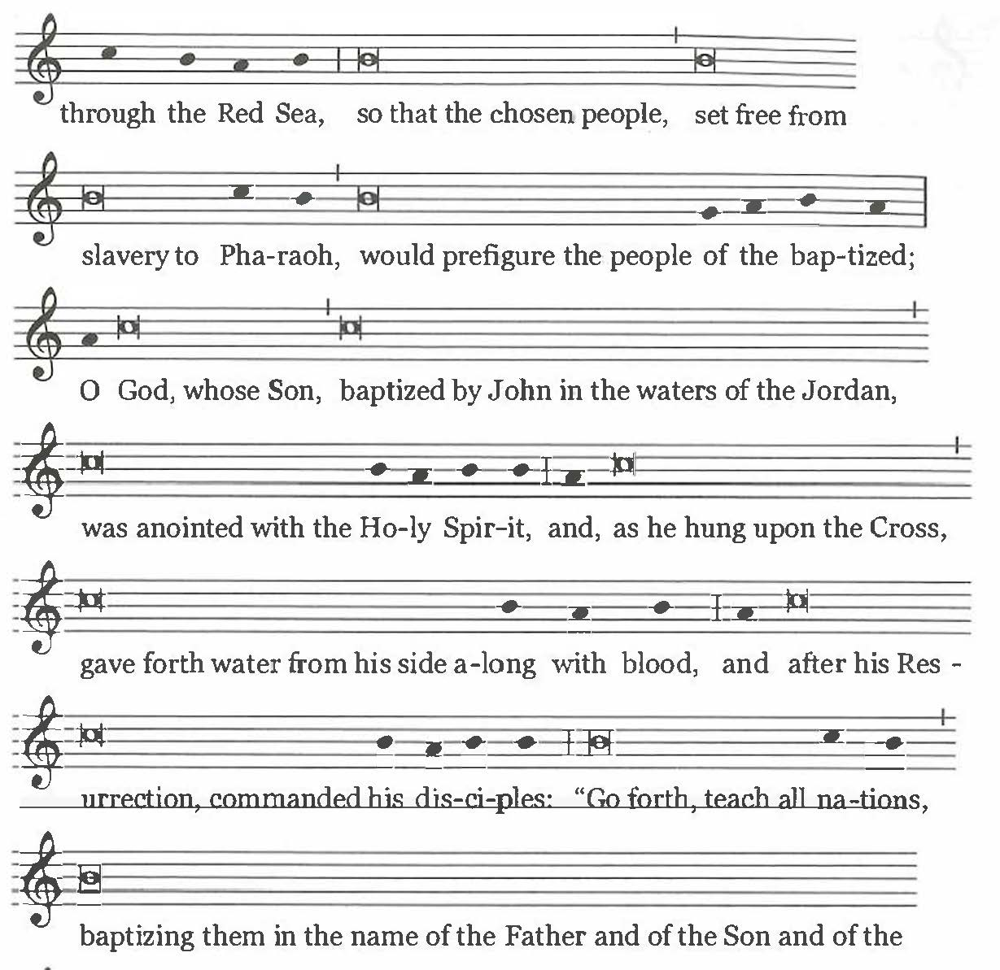 through the Red Sea, so that the chosen people, set free from
slavery to Pha-raoh, would prefigure the people of the bap-tized;
O God, whose Son, baptized by John in the waters of the Jordan,
was anointed with the Ho-ly Spir-it, and, as he hung upon the Cross,
gave forth water from his side a-long with blood, and after his Res -
urrection, commanded his dis-ci-ples: “Go forth, teach all na-tions,
baptizing them in the name of the Father and of the Son and of the